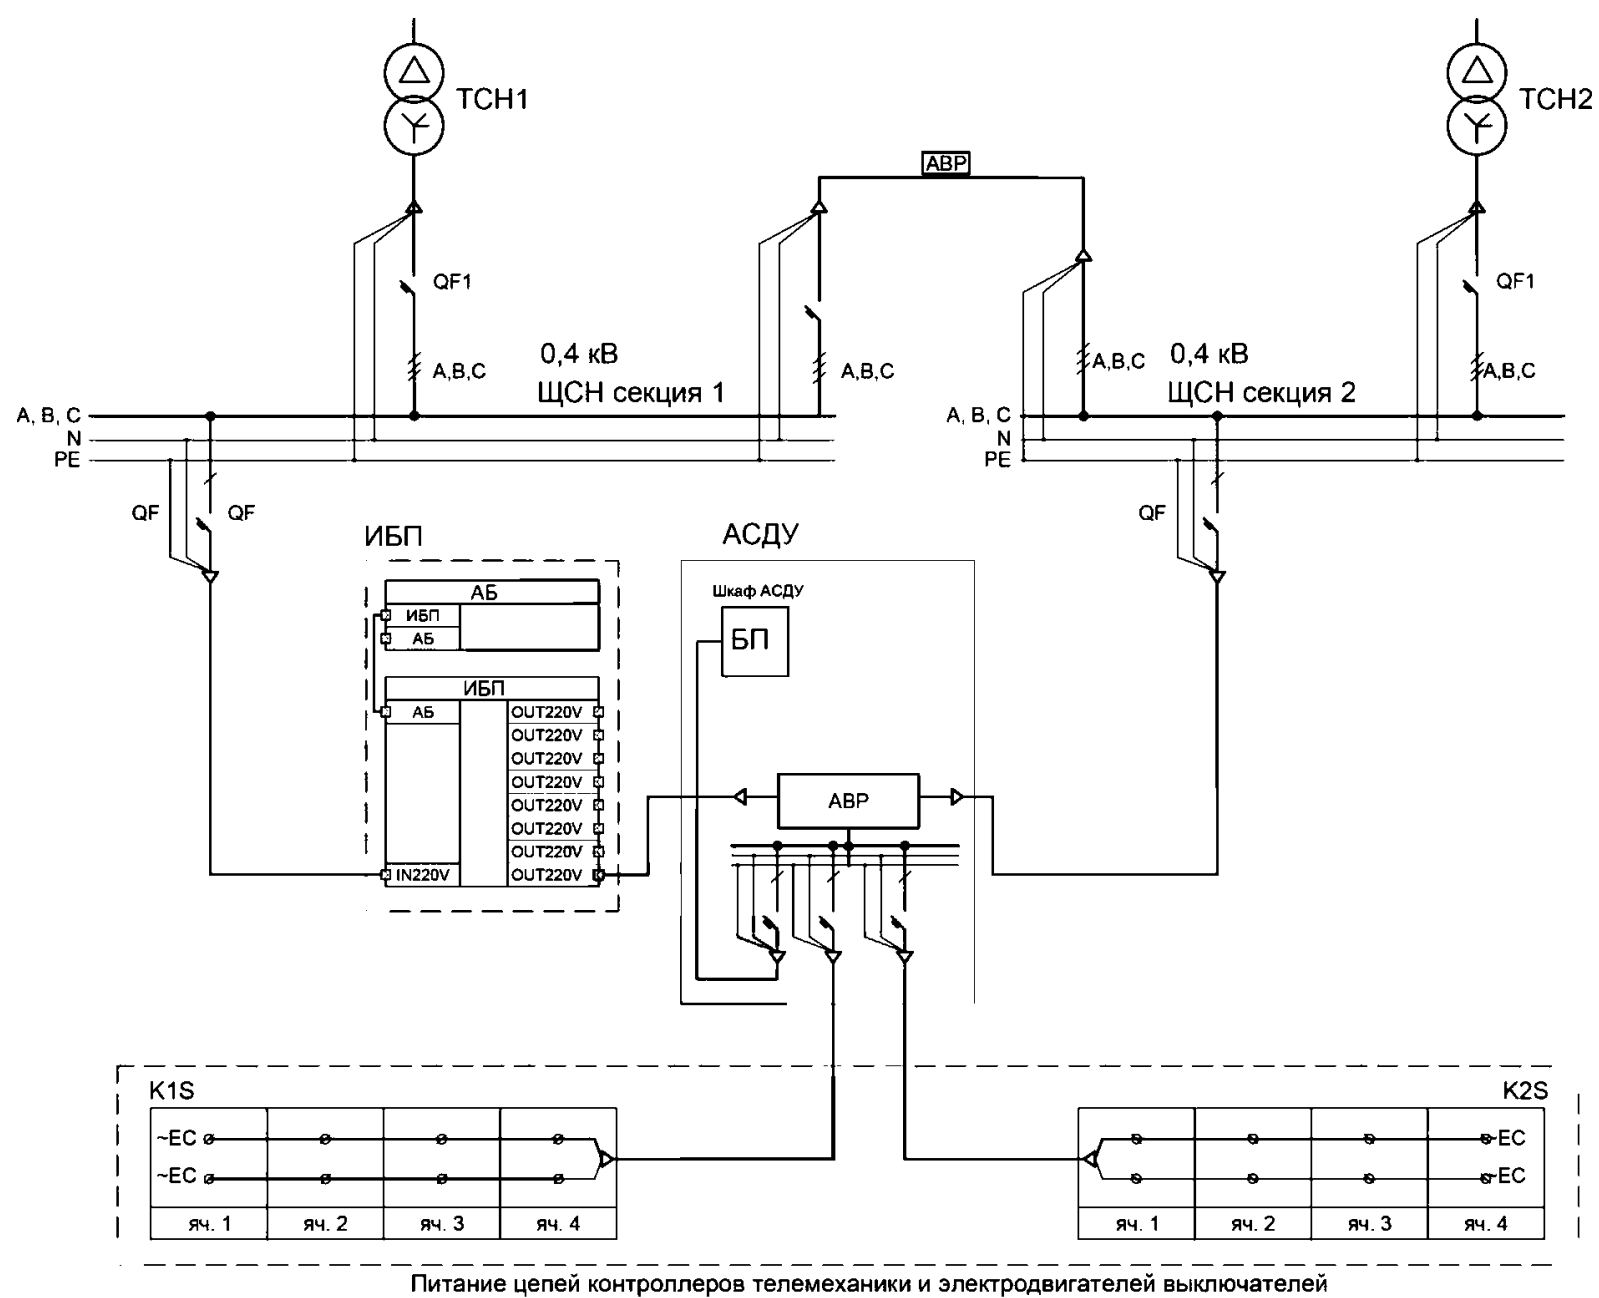 ТСН1
ТСН2
АВР
QF1
QF1
0,4 кВ
0,4 кВ
А,В,С
А,В,С
А,В,С
А,В,С
ЩСН секция 1
ЩСН секция 2
А, В, С
А, В, С
N
N
PE
PE
QF
QF
QF
ИБП
АСДУ
АБ
Шкаф АСДУ
ИБП
АБ
БП
ИБП
АБ
OUT220V
OUT220V
OUT220V
OUT220V
OUT220V
OUT220V
OUT220V
IN220V
OUT220V
АВР
K1S
K2S
~EC
~EC
~EC
~EC
яч. 1
яч. 2
яч. 3
яч. 4
яч. 1
яч. 2
яч. 3
яч. 4
Питание цепей контроллеров телемеханики и электродвигателей выключателей